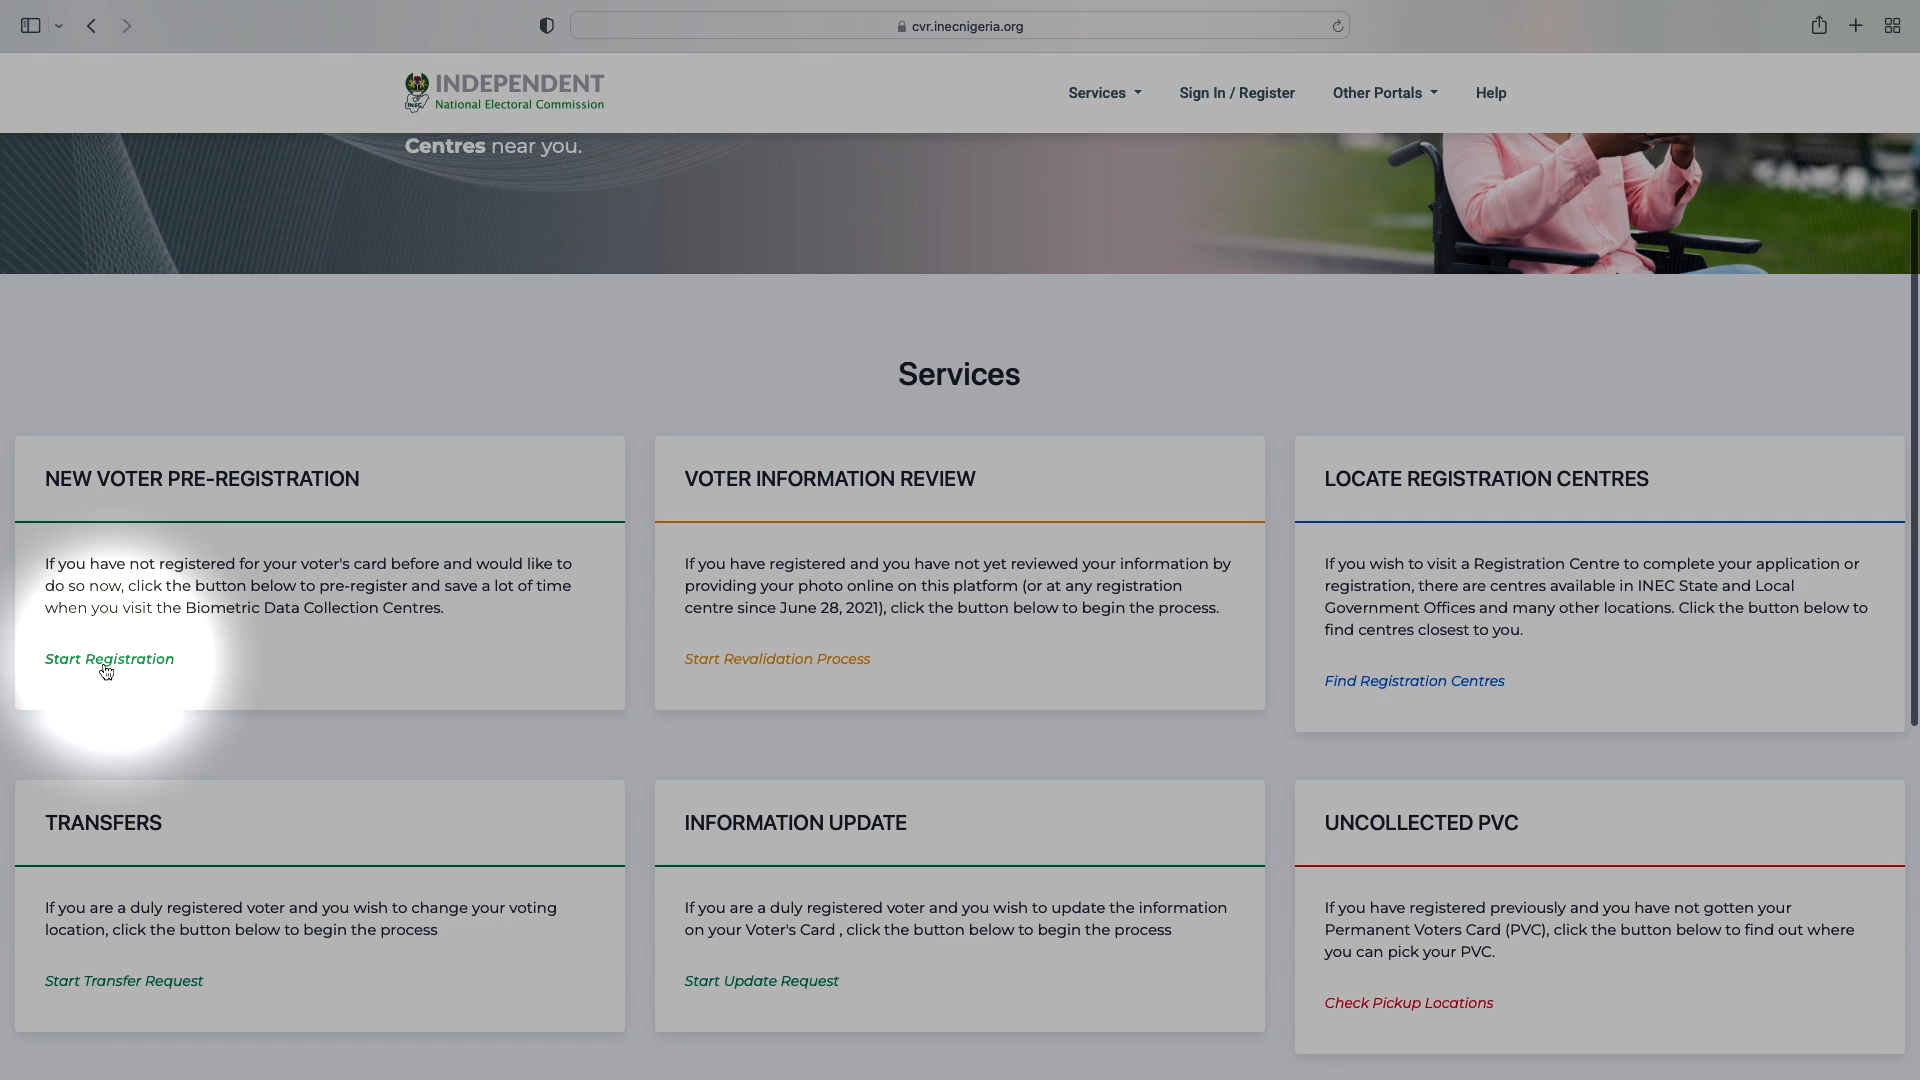 cvr.inecnigeria.org
INDEPENDENT
National Electoral Commission
INEC
Services
Sign In / Register
Other Portals
Help
Centres near you.
Services
NEW VOTER PRE-REGISTRATION
If you have not registered for your voter's card before and would like to
do so now, click the button below to pre-register and save a lot of time
when you visit the Biometric Data Collection Centres.
Start Registration
VOTER INFORMATION REVIEW
If you have registered and you have not yet reviewed your information by
providing your photo online on this platform (or at any registration
centre since June 28, 2021), click the button below to begin the process.
Start Revalidation Process
LOCATE REGISTRATION CENTRES
If you wish to visit a Registration Centre to complete your application or
registration, there are centres available in INEC State and Local
Government Offices and many other locations. Click the button below to
find centres closest to you.
Find Registration Centres
TRANSFERS
If you are a duly registered voter and you wish to change your voting
location, click the button below to begin the process
Start Transfer Request
INFORMATION UPDATE
If you are a duly registered voter and you wish to update the information
on your Voter's Card , click the button below to begin the process
Start Update Request
UNCOLLECTED PVC
If you have registered previously and you have not gotten your
Permanent Voters Card (PVC), click the button below to find out where
you can pick your PVC.
Check Pickup Locations